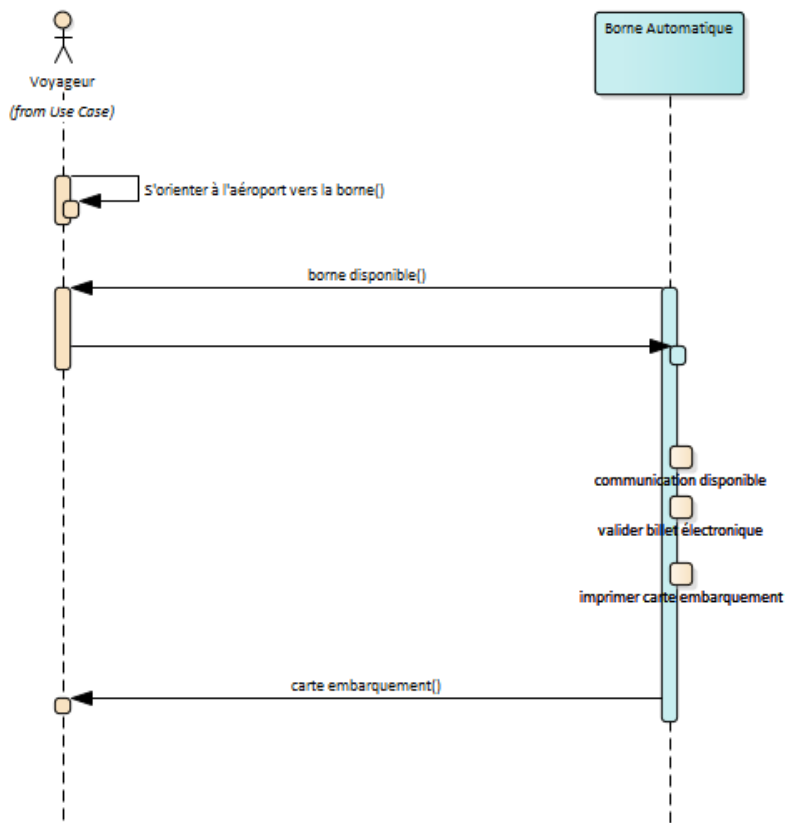 Borne Automatique
Voyageur
(from Use Case)
S'orienter à l'aéroport vers la borne()
borne disponible()
communication disponible
valider billet électronique
imprimer carte embarquement
carte embarquement()